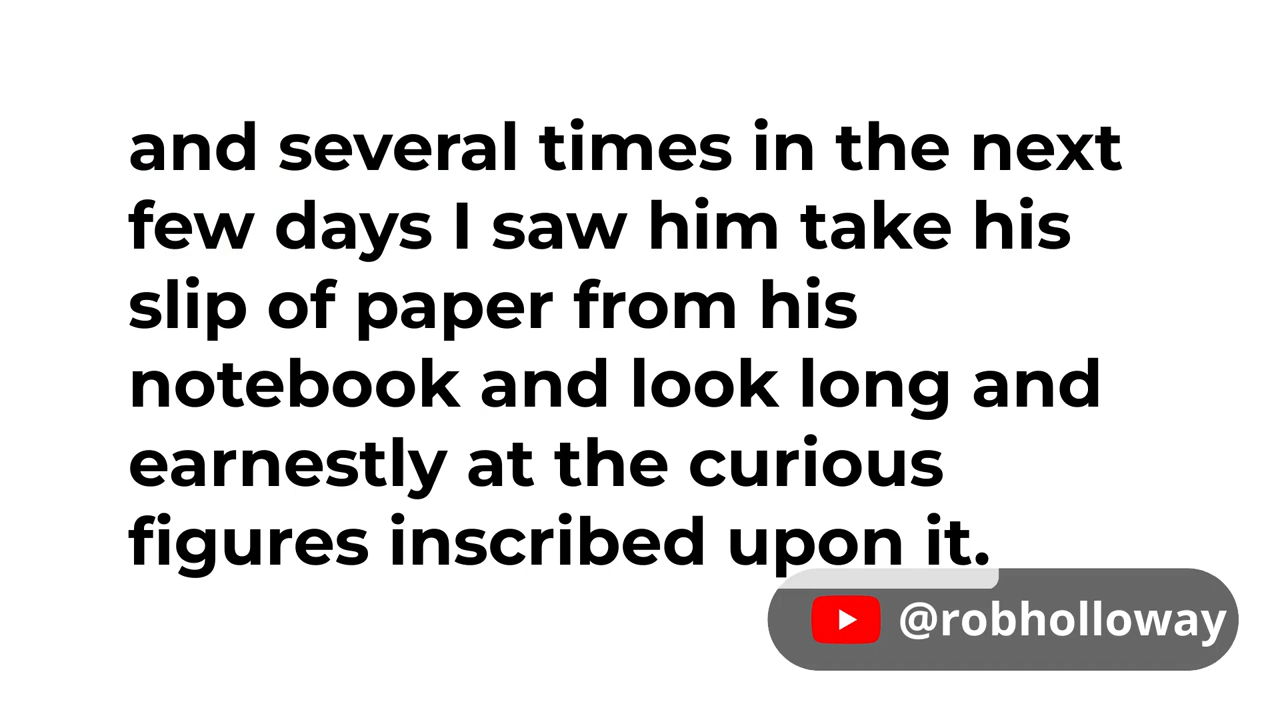 and several times in the next
few days I saw him take his
slip of paper from his
notebook and look long and
earnestly at the curious
figures inscribed upon it.
@robholloway